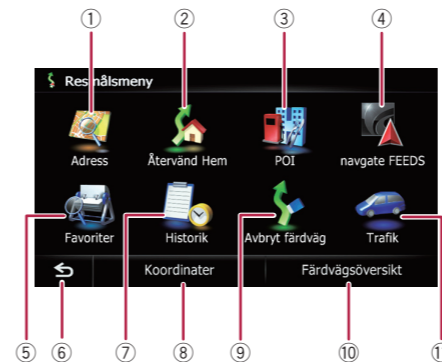 ① ② ③ ④
Resmålsmeny
Adress Återvänd Hem POI navgate FEEDS
Favoriter Historik Avbryt färdväg Trafik
Koordinater Färdvägsöversikt
⑤ ⑥ ⑦ ⑧ ⑨ ⑩